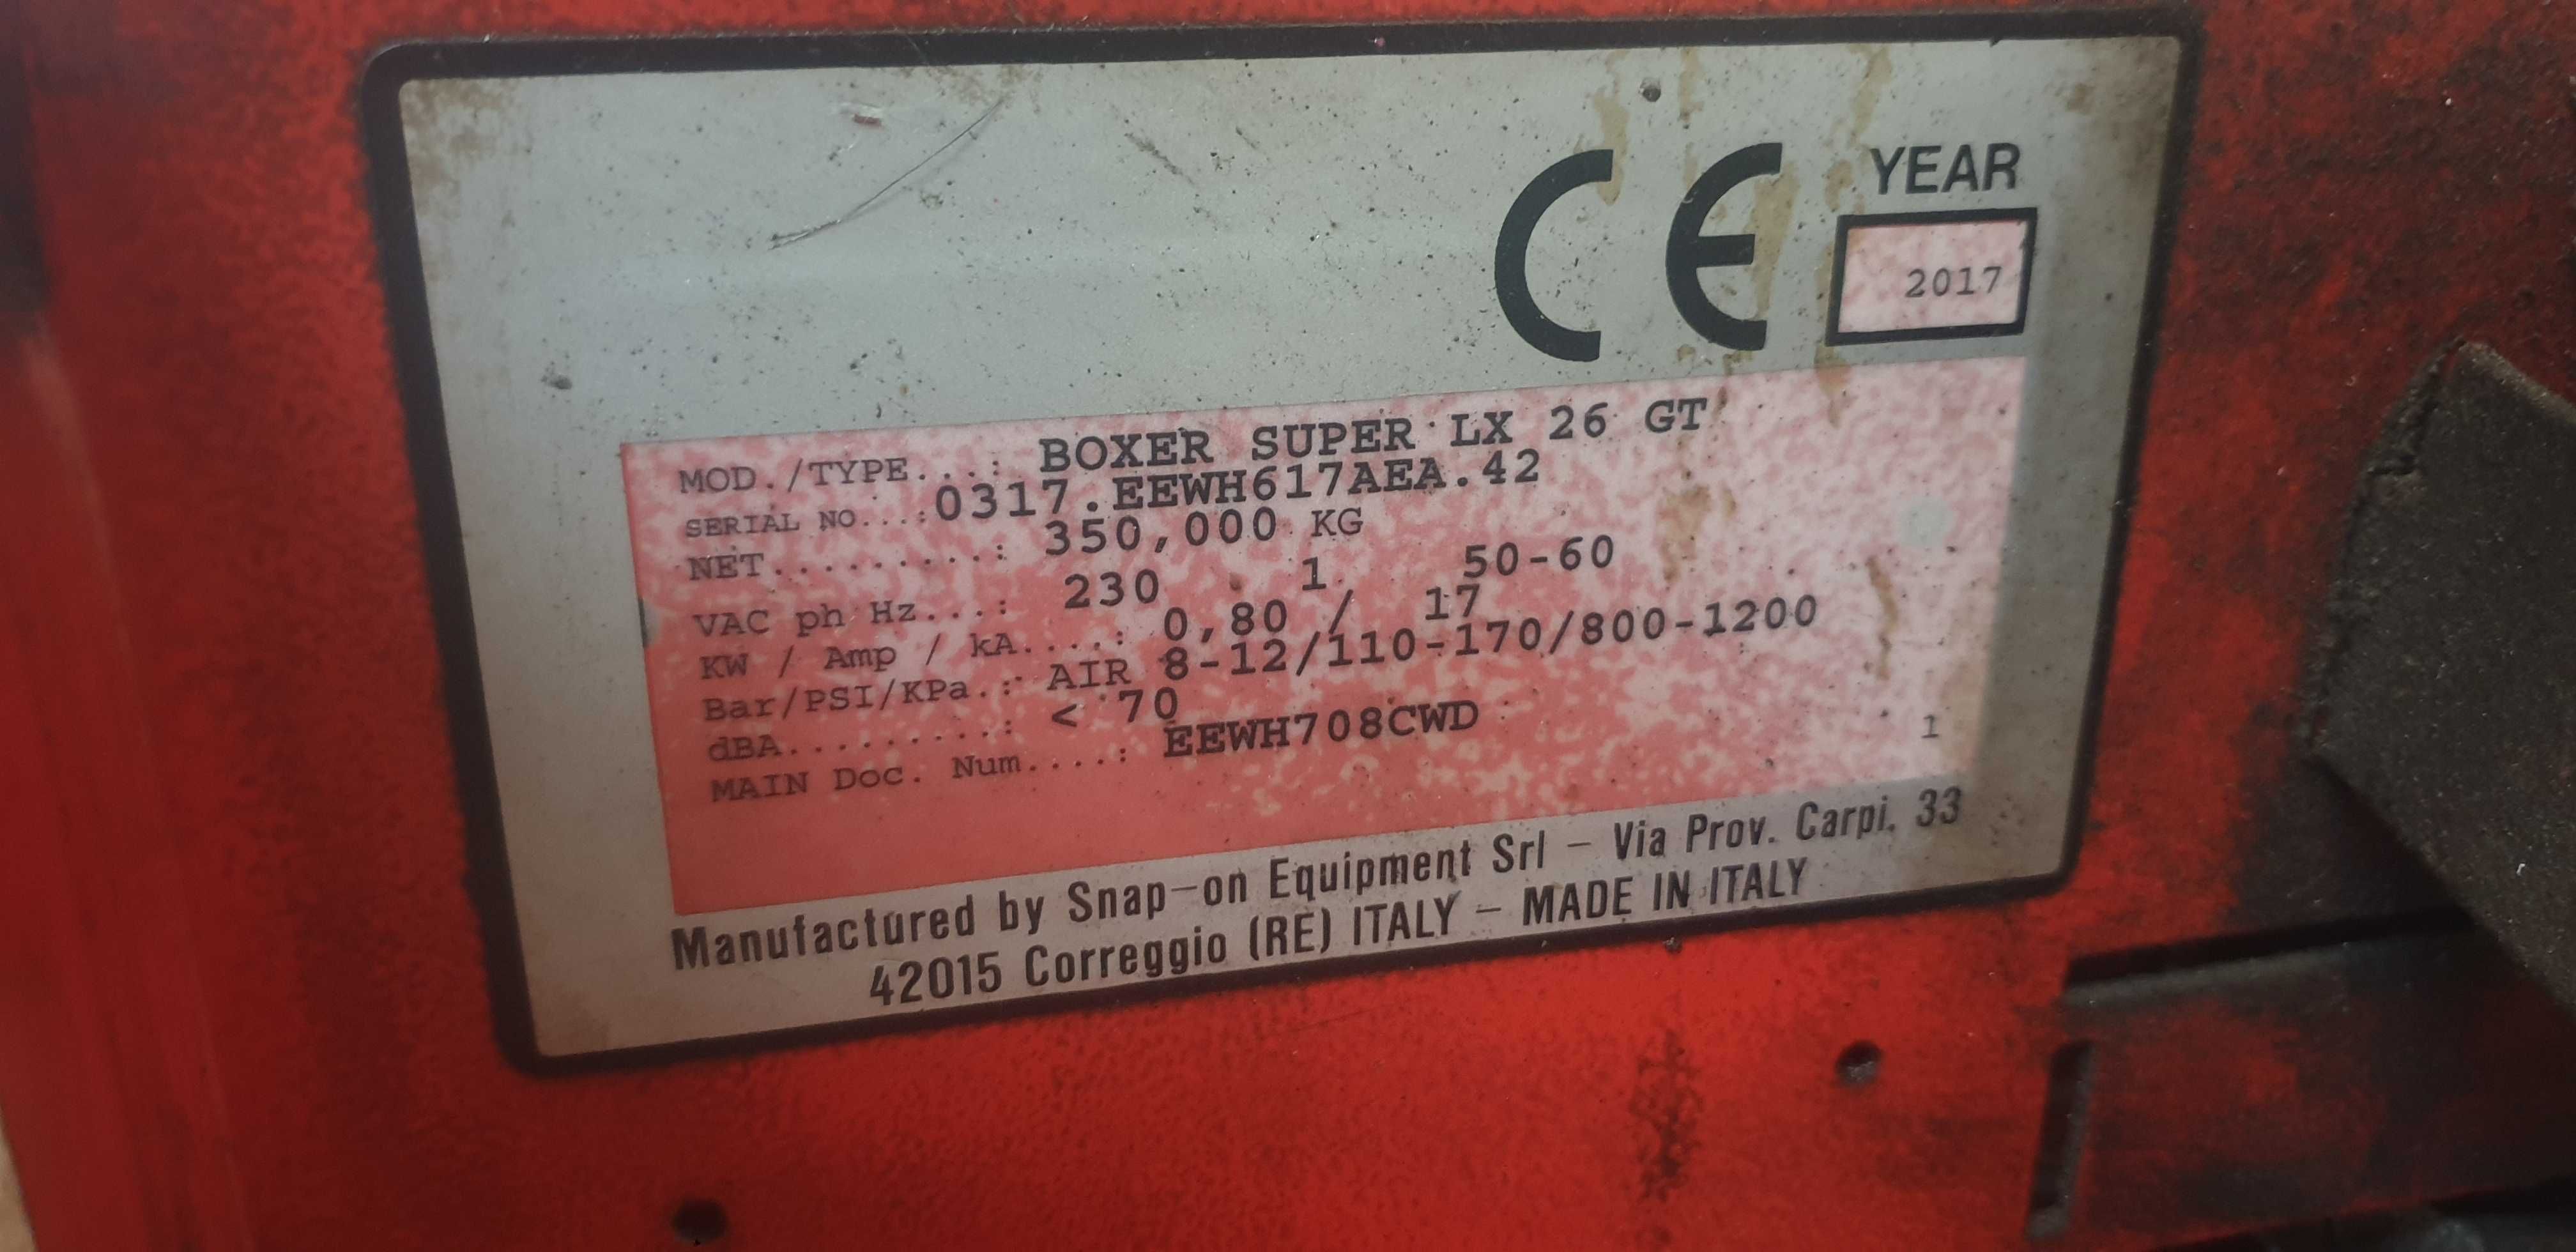 CE YEAR
2017
MOD./TYPE...: BOXER SUPER LX 26 GT
SERIAL NO...:0317.EEWH617AEA.42
NET..........: 350,000 KG
VAC ph Hz...: 230 1 50-60
KW / Amp / kA....: 0,80 / 17
Bar/PSI/KPa.: AIR 8-12/110-170/800-1200
dBA..........: < 70
MAIN Doc. Num....: EEWH708CWD
1
Manufactured by Snap-on Equipment Srl - Via Prov. Carpi, 33
42015 Correggio (RE) ITALY - MADE IN ITALY